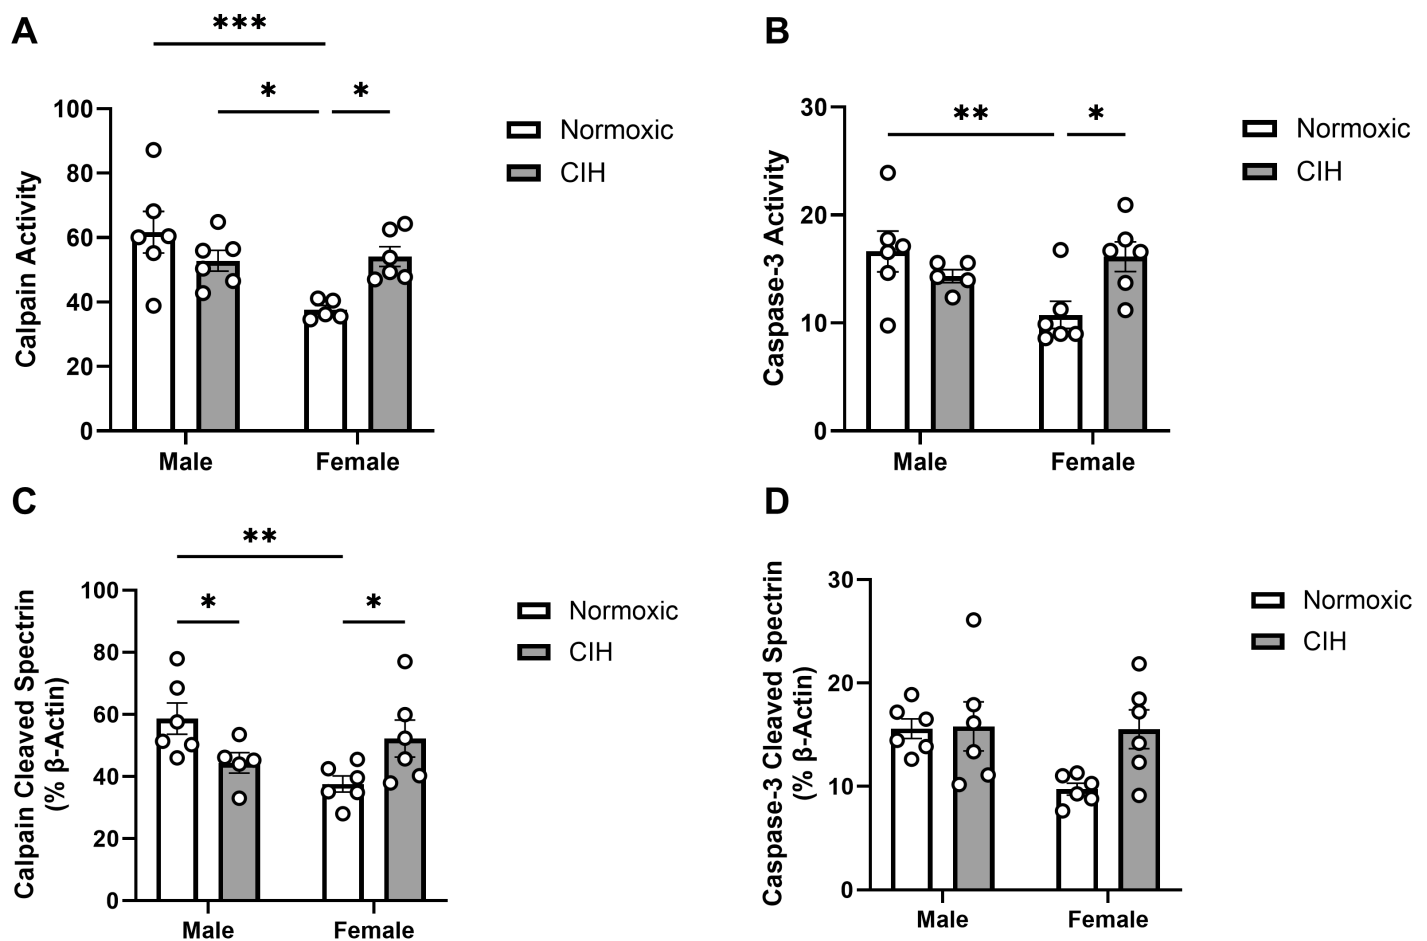 A
***
* *
100
80
60
40
20
0
Calpain Activity
Male Female
Normoxic
CIH
B
** *
30
20
10
0
Caspase-3 Activity
Male Female
Normoxic
CIH
C
**
* *
100
80
60
40
20
0
Calpain Cleaved Spectrin
(% β-Actin)
Male Female
Normoxic
CIH
D
30
20
10
0
Caspase-3 Cleaved Spectrin
(% β-Actin)
Male Female
Normoxic
CIH